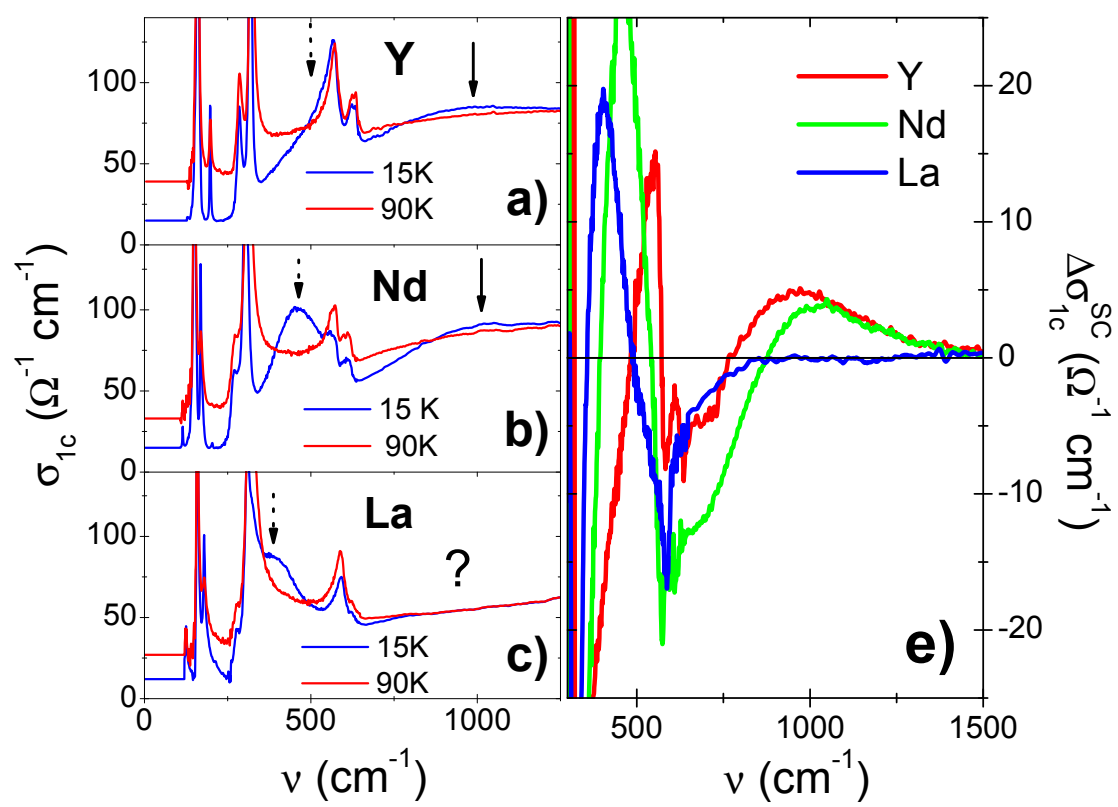 Y
100
50
0
15K
90K
a)
Nd
100
50
0
15 K
90K
b)
La
?
100
50
0
15K
90K
c)
σ1c (Ω⁻¹ cm⁻¹)
0 500 1000
ν (cm⁻¹)
Y
Nd
La
e)
20
10
0
-10
-20
Δσ1c^SC (Ω⁻¹ cm⁻¹)
500 1000 1500
ν (cm⁻¹)